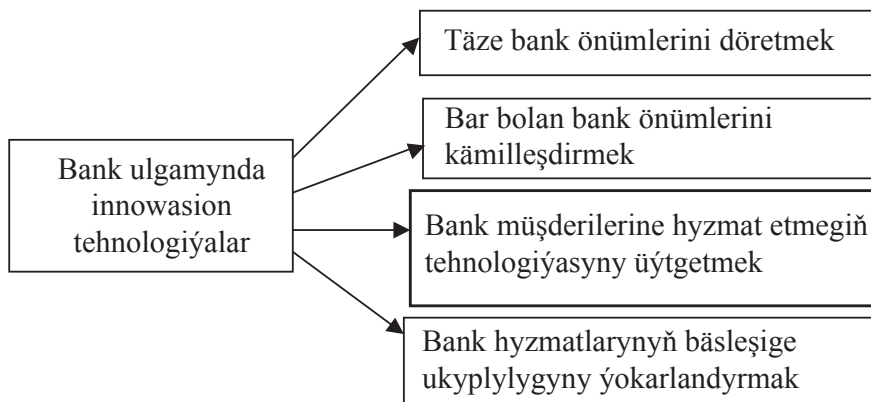 Bank ulgamynda
innowasion
tehnologiýalar
Täze bank önümlerini döretmek
Bar bolan bank önümlerini
kämilleşdirmek
Bank müşderilerine hyzmat etmegiň
tehnologiýasyny üýtgetmek
Bank hyzmatlarynyň bäsleşige
ukyplylygyny ýokarlandyrmak